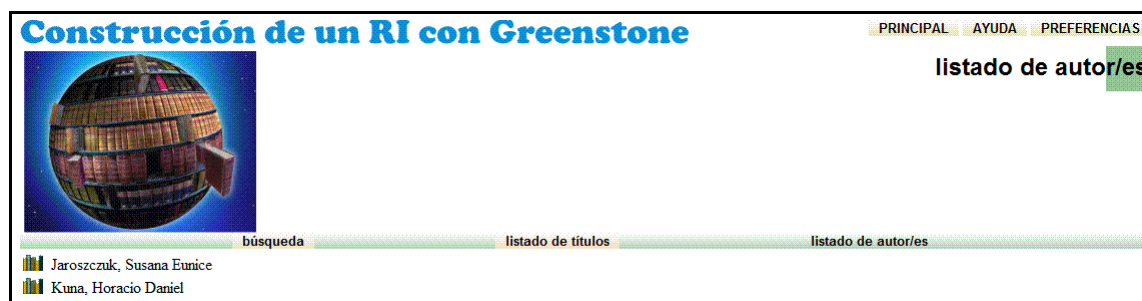 Construcción de un RI con Greenstone
PRINCIPAL AYUDA PREFERENCIAS
listado de autor/es
búsqueda listado de títulos listado de autor/es
Jaroszczuk, Susana Eunice
Kuna, Horacio Daniel